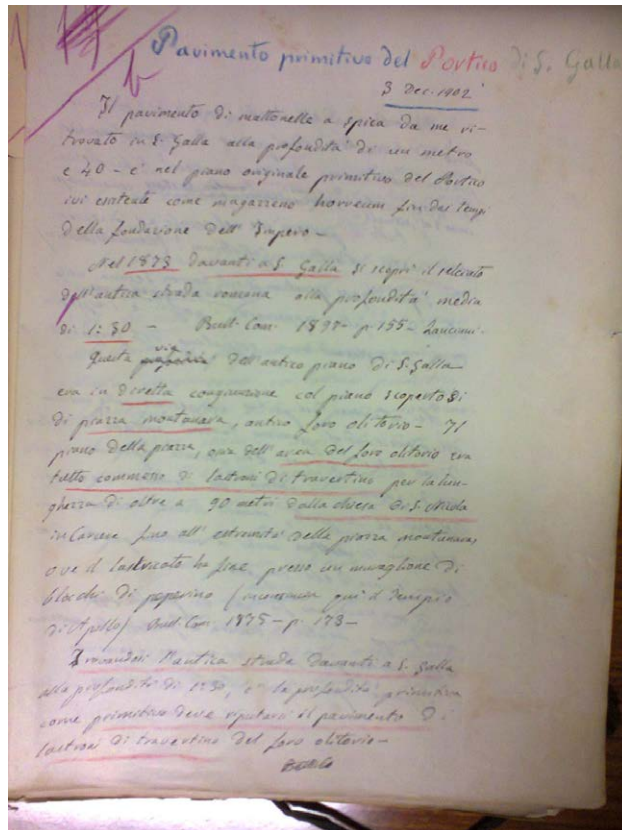 b
Pavimento primitivo del Portico di S. Galla
3 Dec. 1902
Il pavimento di mattonelle a spica da me ri-
trovato in S. Galla alla profondità di un metro
e 40 - e' nel piano originale primitivo del Portico
ivi esistente come magazzeno horreum fin dai tempi
della fondazione dell' Impero -
Nel 1873 davanti a S. Galla si scoprì il selciato
dell'antica strada romana alla profondità media
di 1:30 - Bull. Com. 1897 - p. 155 - Lanciani -
Questa via dell'antico piano di S. Galla
era in diretta congiunzione col piano scoperto di
di piazza montanara, antico foro olitorio - Il
piano della piazza, ossia dell'area del foro olitorio era
tutto commesso di lastroni di travertino per la lun-
ghezza di oltre a 90 metri dalla chiesa di S. Nicola
in Carcere fino all' estremità della piazza montanara,
ove il lastricato ha fine presso un muraglione di
blocchi di peperino ( qui il Tempio
di Apollo) Bull. Com. 1875 - p. 173 -
Trovandosi l'antica strada davanti a S. Galla
alla profondità di 1:30, e' la profondità primitiva
come primitivo deve reputarsi il pavimento di
lastroni di travertino del foro olitorio -